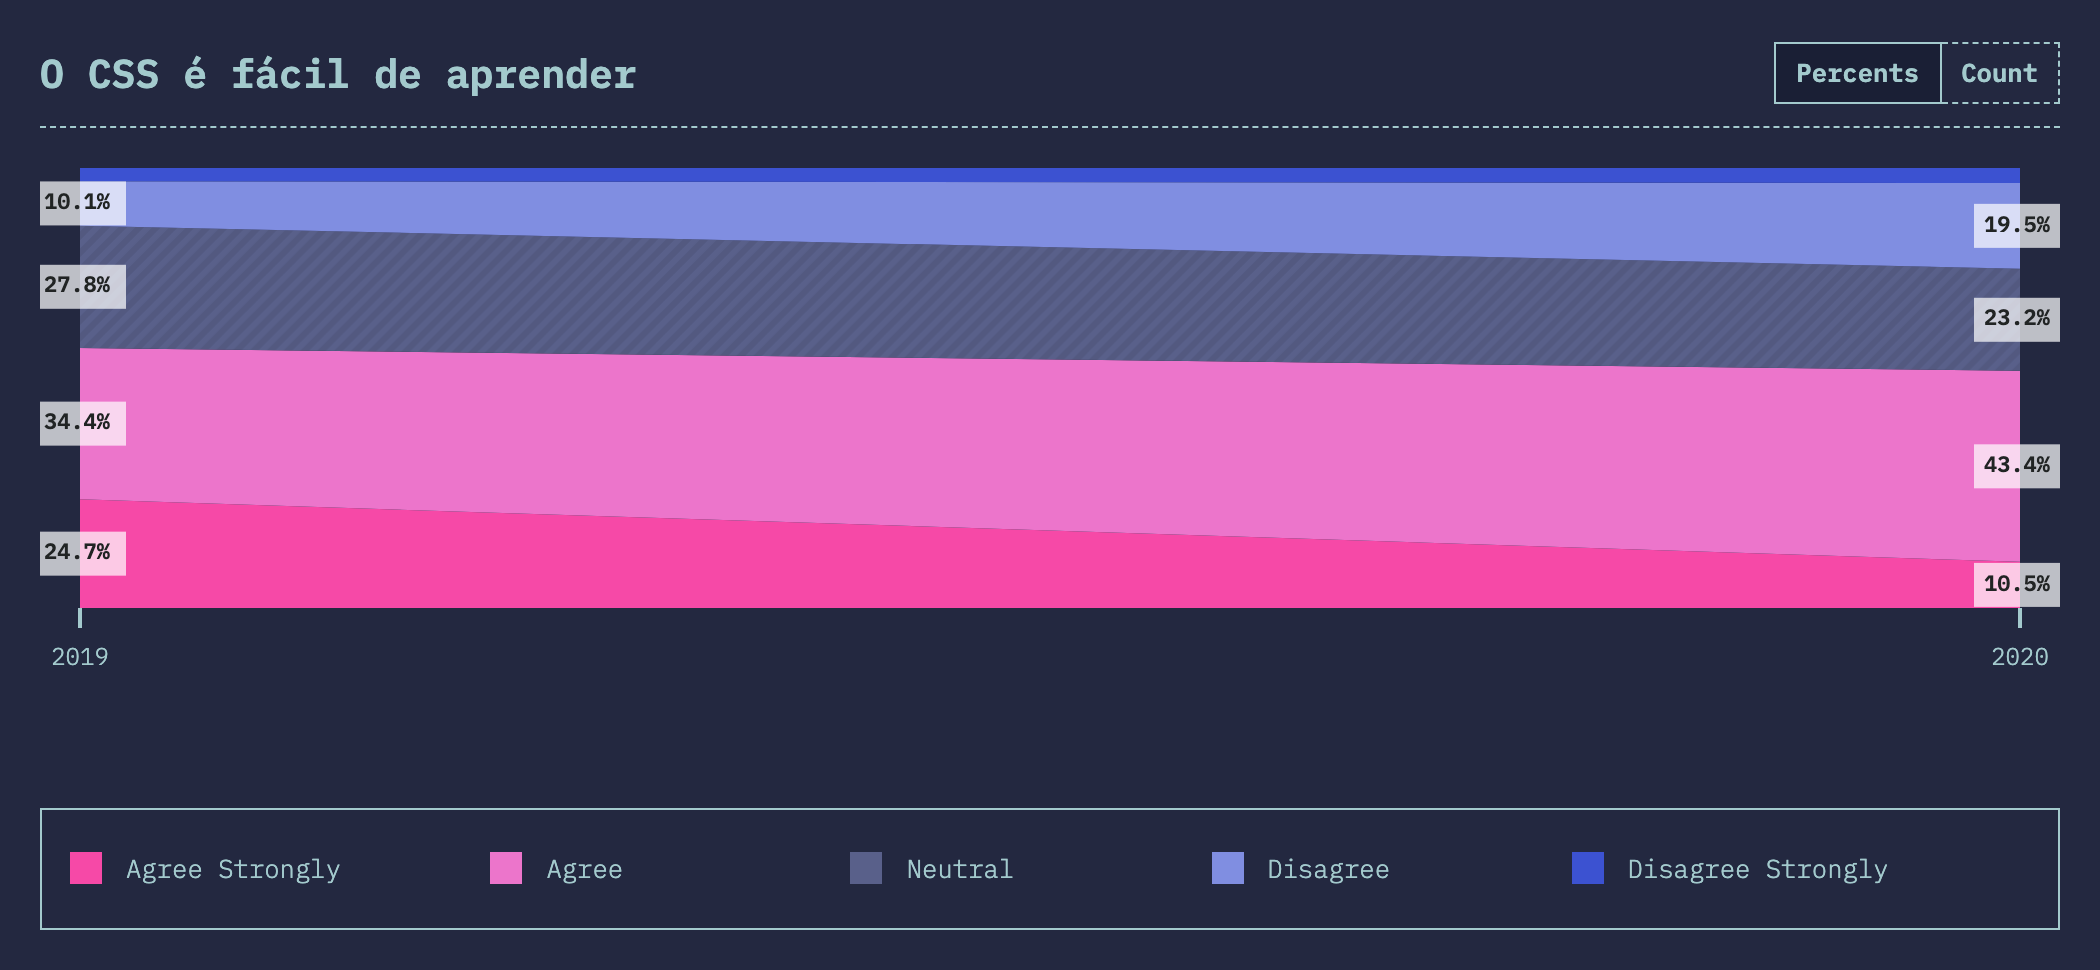 O CSS é fácil de aprender
Percents
Count
10.1%
19.5%
27.8%
23.2%
34.4%
43.4%
24.7%
10.5%
2019
2020
Agree Strongly
Agree
Neutral
Disagree
Disagree Strongly